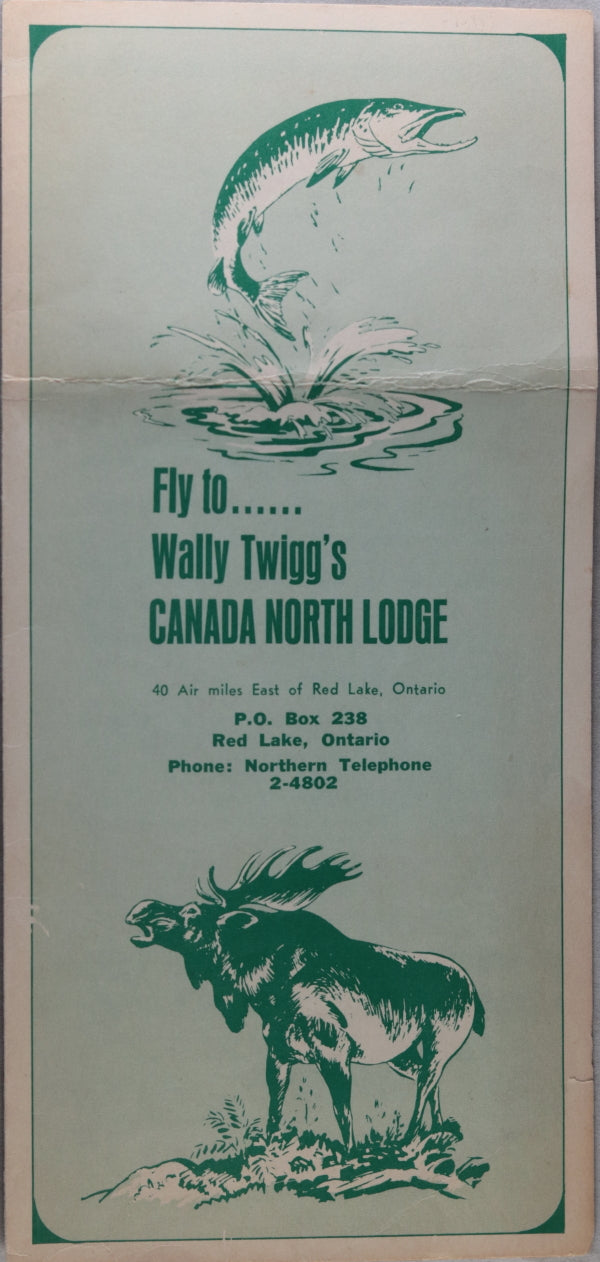 Fly to......
Wally Twigg's
CANADA NORTH LODGE
40 Air miles East of Red Lake, Ontario
P.O. Box 238
Red Lake, Ontario
Phone: Northern Telephone
2-4802